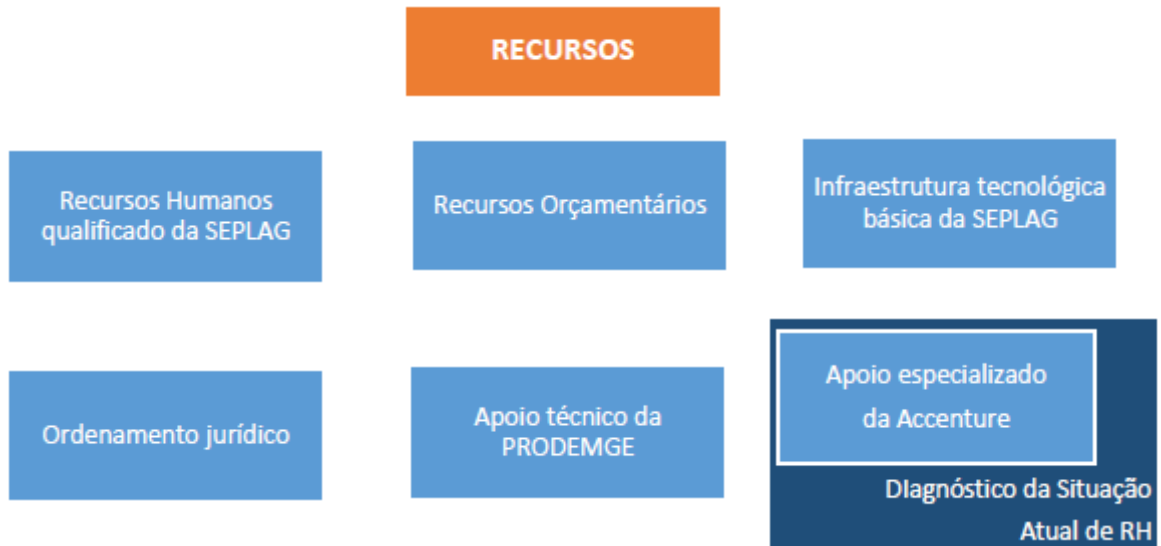 RECURSOS
Recursos Humanos
qualificado da SEPLAG
Recursos Orçamentários
Infraestrutura tecnológica
básica da SEPLAG
Ordenamento jurídico
Apoio técnico da
PRODEMGE
Apoio especializado
da Accenture
DIagnóstico da Situação
Atual de RH